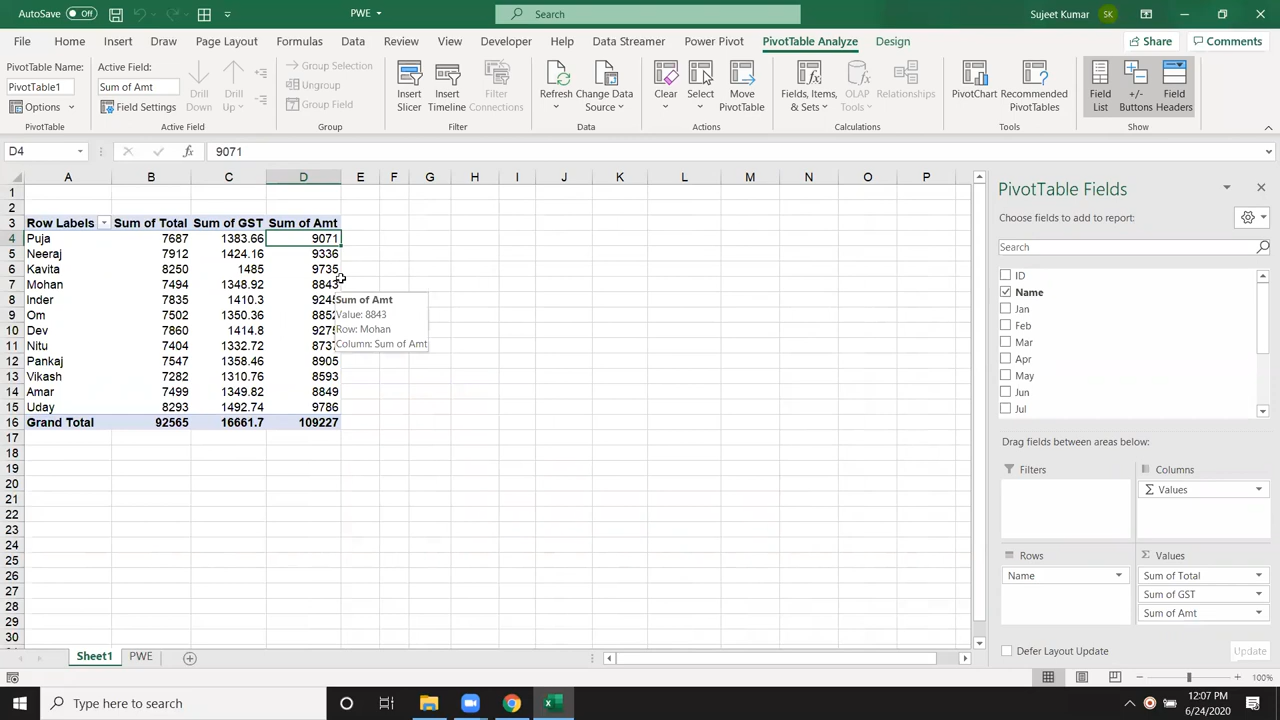 AutoSave Off PWE Search Sujeet Kumar SK
File Home Insert Draw Page Layout Formulas Data Review View Developer Help Data Streamer Power Pivot PivotTable Analyze Design Share Comments
PivotTable Name:
PivotTable1
Options
PivotTable
Active Field:
Sum of Amt
Field Settings
Drill Down
Drill Up
Active Field
Group Selection
Ungroup
Group Field
Group
Insert Slicer
Insert Timeline
Filter Connections
Filter
Refresh
Change Data Source
Data
Clear
Select
Move PivotTable
Actions
Fields, Items, & Sets
OLAP Tools
Relationships
Calculations
PivotChart
Recommended PivotTables
Tools
Field List
+/- Buttons
Field Headers
Show
D4 fx 9071
A B C D E F G H I J K L M N O P
1
2
3 Row Labels Sum of Total Sum of GST Sum of Amt
4 Puja 7687 1383.66 9071
5 Neeraj 7912 1424.16 9336
6 Kavita 8250 1485 9735
7 Mohan 7494 1348.92 8843
8 Inder 7835 1410.3
9 Om 7502 1350.36
10 Dev 7860 1414.8
11 Nitu 7404 1332.72
12 Pankaj 7547 1358.46 8905
13 Vikash 7282 1310.76 8593
14 Amar 7499 1349.82 8849
15 Uday 8293 1492.74 9786
16 Grand Total 92565 16661.7 109227
17
18
19
20
21
22
23
24
25
26
27
28
29
30
Sum of Amt
Value: 8843
Row: Mohan
Column: Sum of Amt
PivotTable Fields
Choose fields to add to report:
Search
ID
Name
Jan
Feb
Mar
Apr
May
Jun
Jul
Drag fields between areas below:
Filters
Columns
Σ Values
Rows
Name
Σ Values
Sum of Total
Sum of GST
Sum of Amt
Defer Layout Update Update
Sheet1 PWE
100%
Type here to search
12:07 PM
6/24/2020